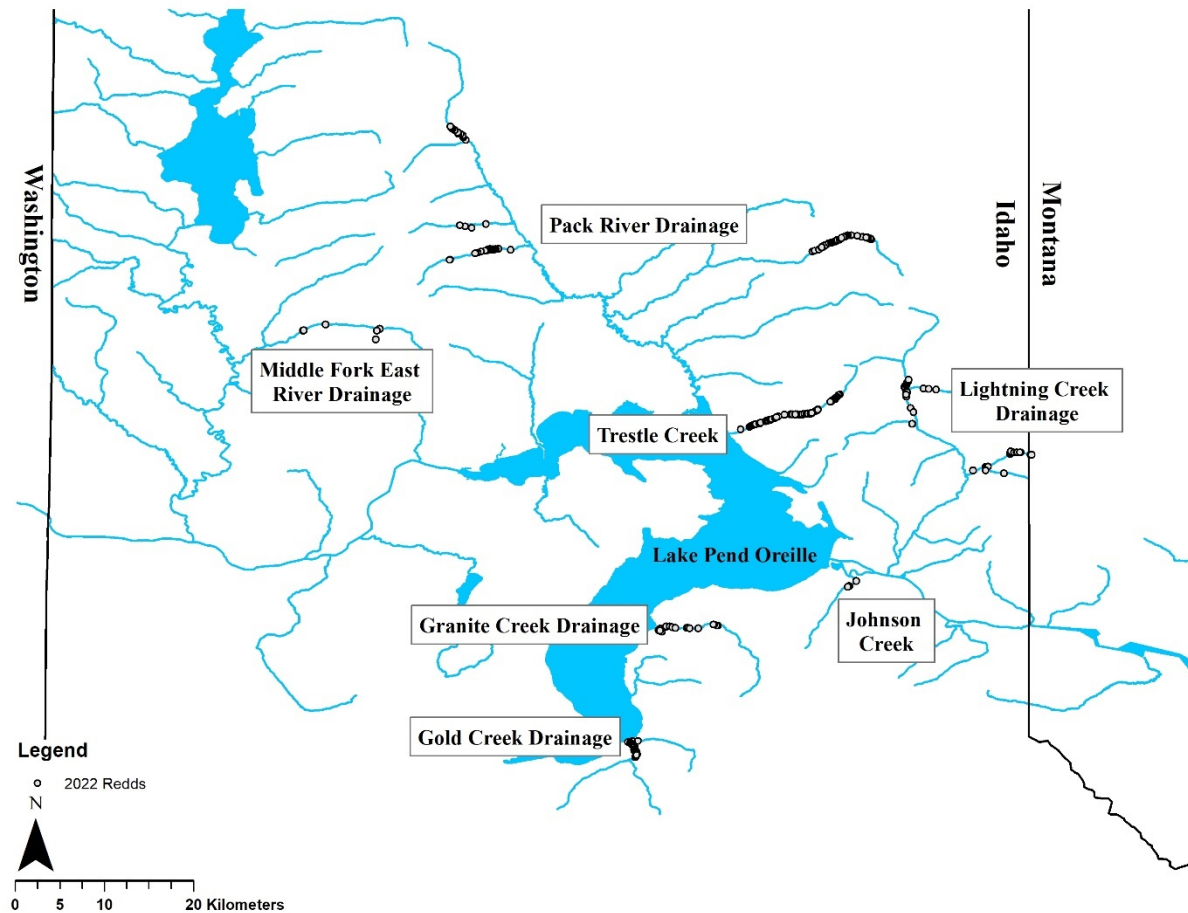 Washington
Idaho
Montana
Pack River Drainage
Middle Fork East
River Drainage
Lightning Creek
Drainage
Trestle Creek
Lake Pend Oreille
Granite Creek Drainage
Johnson
Creek
Gold Creek Drainage
Legend
2022 Redds
N
0 5 10 20 Kilometers